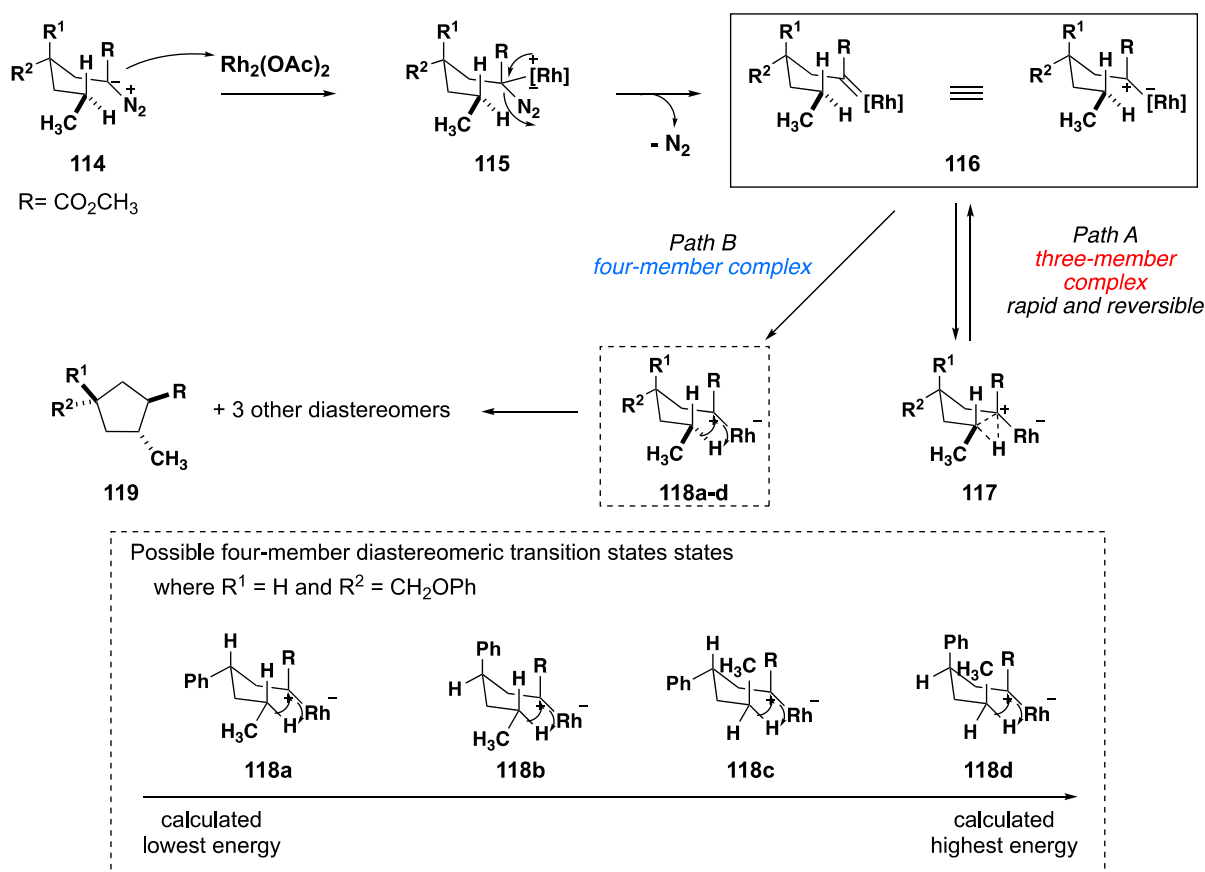 R1
H
R
R2
−
+
N2
H
H3C
114
R= CO2CH3
Rh2(OAc)2
R1
H
R
R2
+
[Rh]
−
N2
H
H3C
115
- N2
R1
H
R
R2
[Rh]
H
H3C
R1
H
R
R2
+
−
[Rh]
H
H3C
116
Path B
four-member complex
Path A
three-member
complex
rapid and reversible
R1
R2
R
CH3
119
+ 3 other diastereomers
R1
H
R
R2
+
−
Rh
H
H3C
118a-d
R1
H
R
R2
+
−
Rh
H
H3C
117
Possible four-member diastereomeric transition states states
where R1 = H and R2 = CH2OPh
H
H
R
Ph
+
−
Rh
H
H3C
118a
Ph
H
R
H
+
−
Rh
H
H3C
118b
H
H3C
R
Ph
+
−
Rh
H
H
118c
Ph
H3C
R
H
+
−
Rh
H
H
118d
calculated
lowest energy
calculated
highest energy